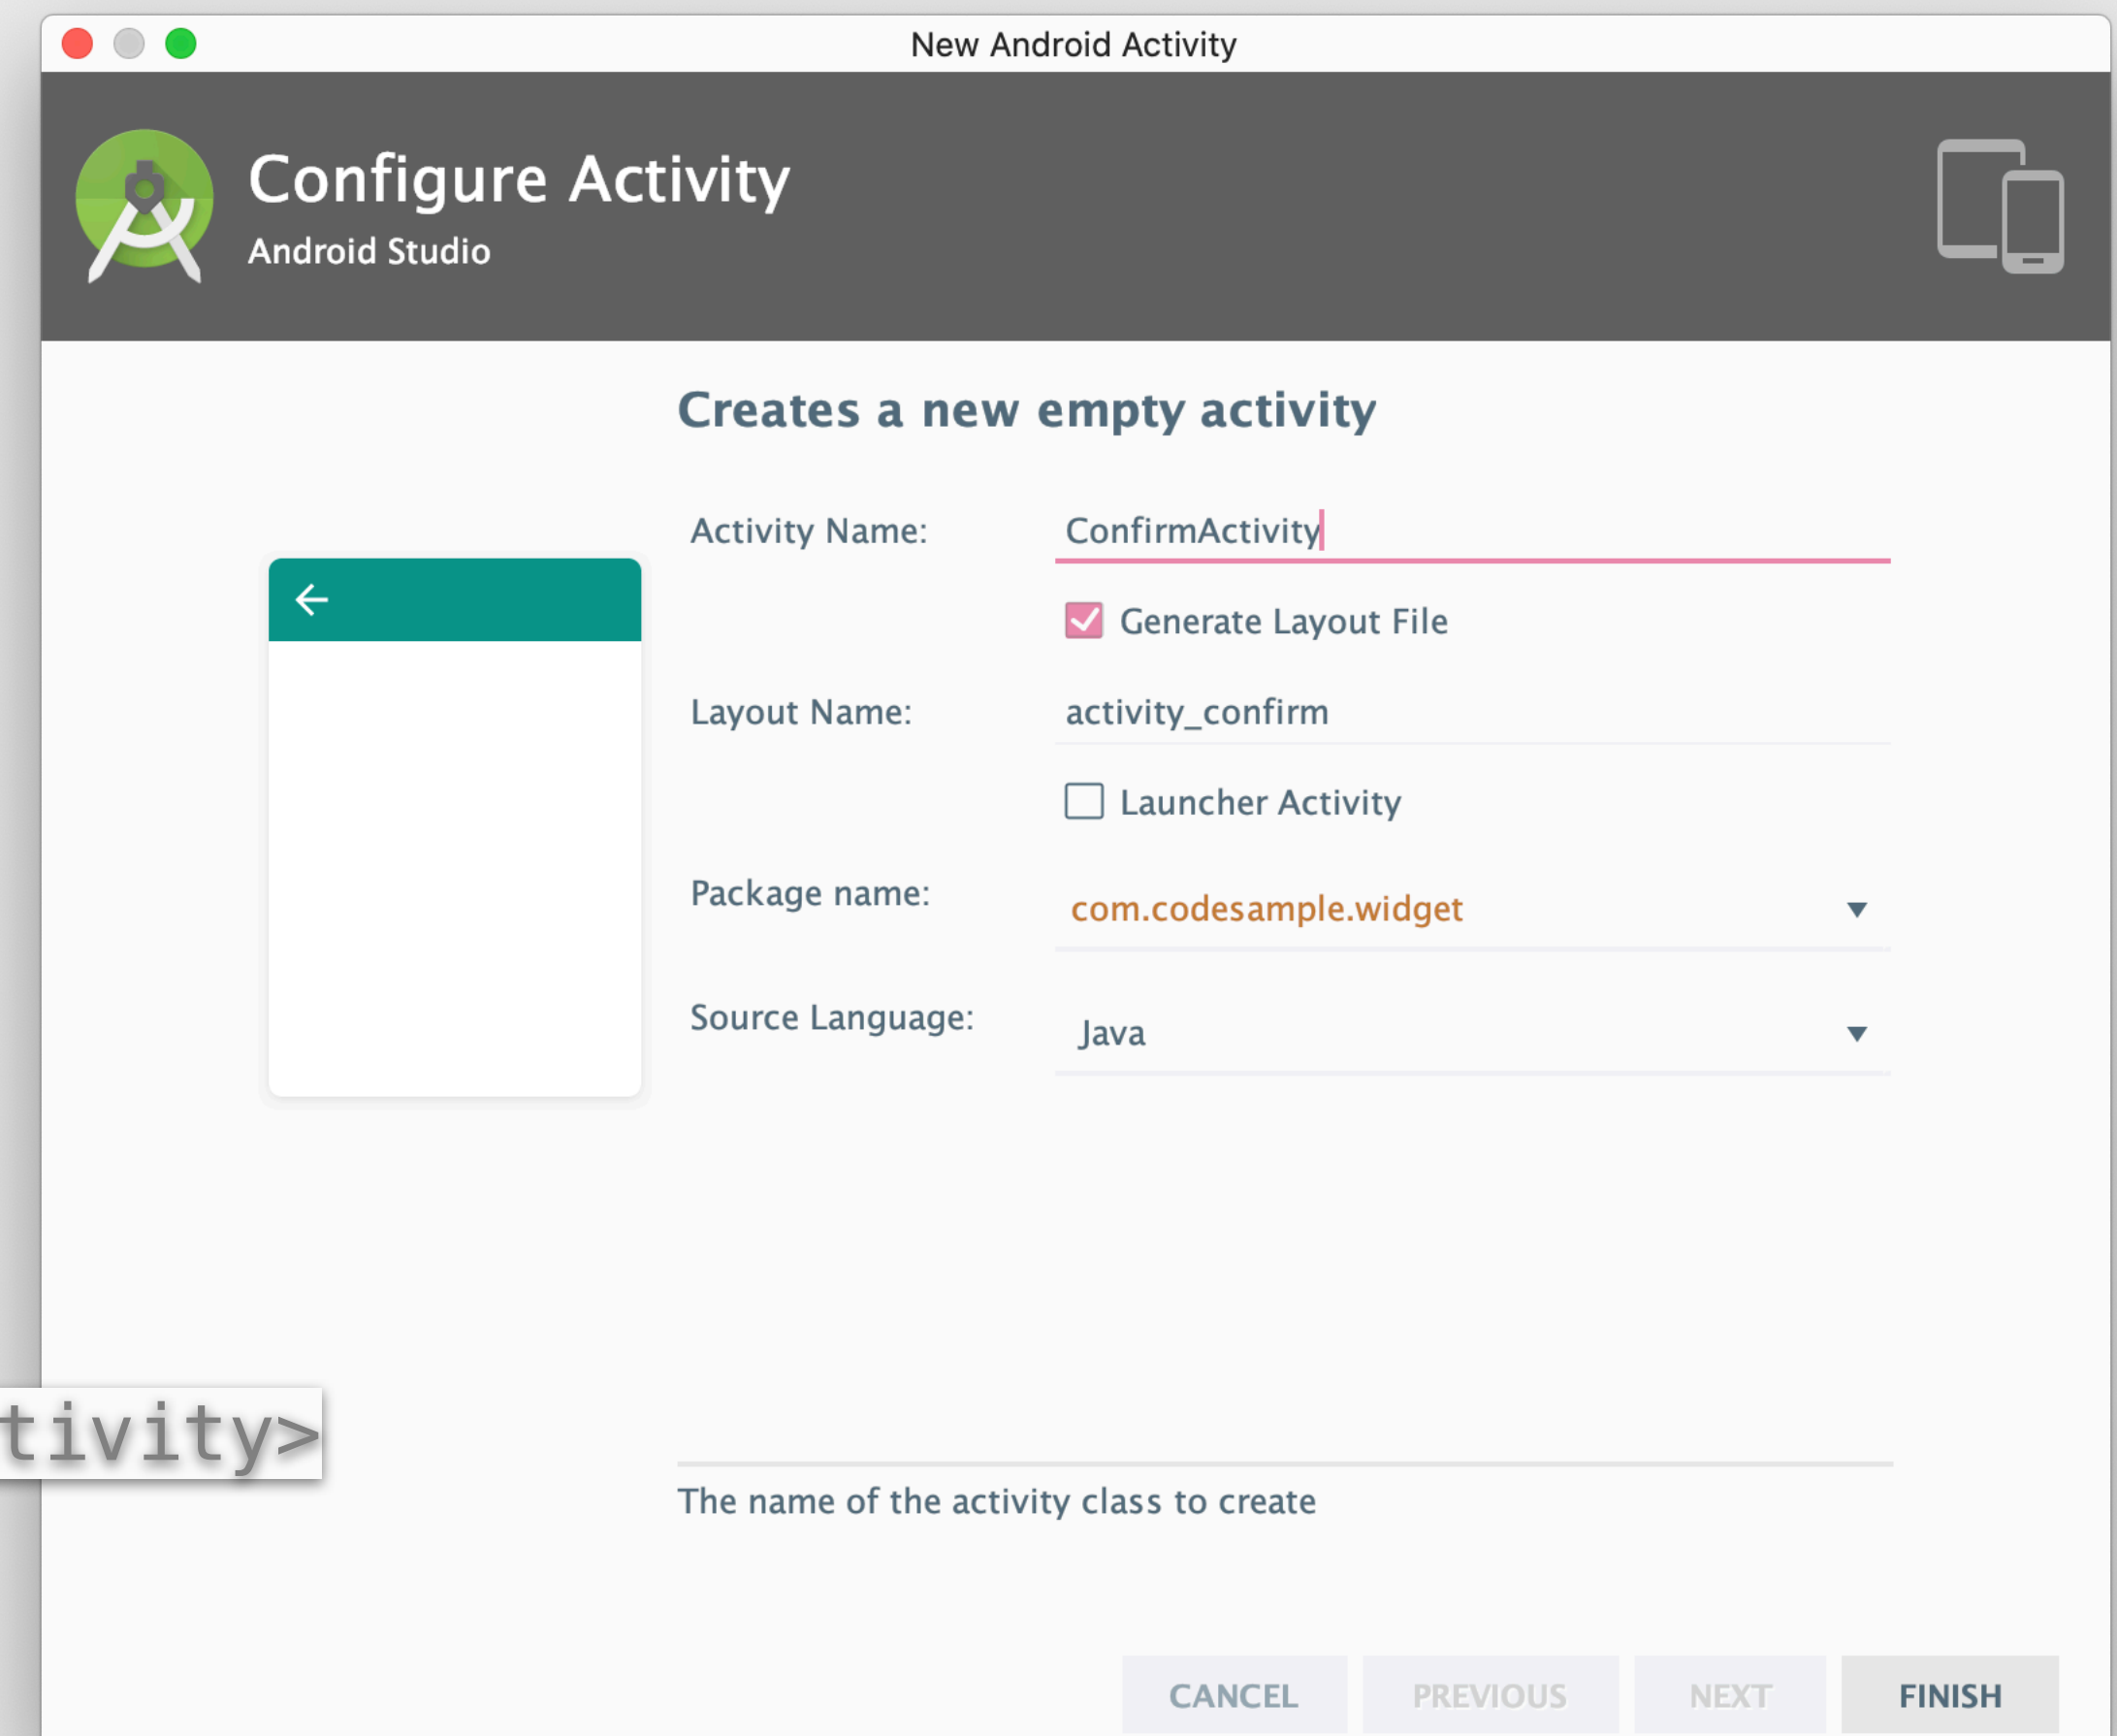 New Android Activity
Configure Activity
Android Studio
Creates a new empty activity
Activity Name: ConfirmActivity
Generate Layout File
Layout Name: activity_confirm
Launcher Activity
Package name: com.codesample.widget
Source Language: Java
tivity>
The name of the activity class to create
CANCEL PREVIOUS NEXT FINISH